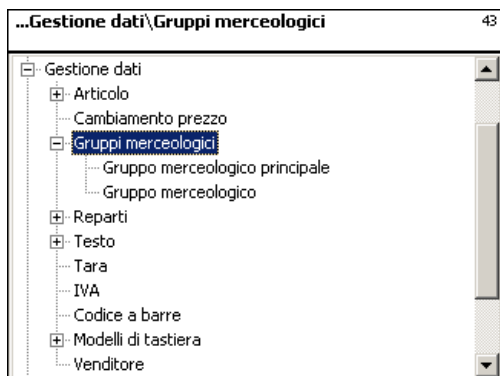 ...Gestione dati\Gruppi merceologici 43
Gestione dati
Articolo
Cambiamento prezzo
Gruppi merceologici
Gruppo merceologico principale
Gruppo merceologico
Reparti
Testo
Tara
IVA
Codice a barre
Modelli di tastiera
Venditore